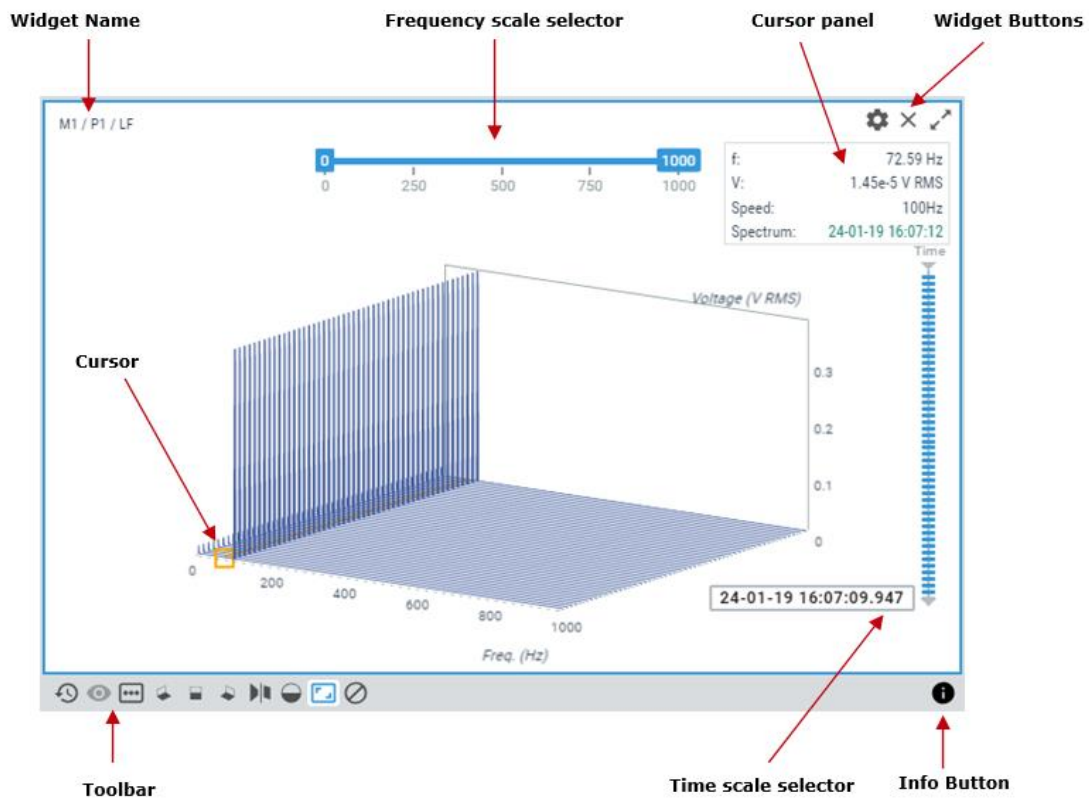 Widget Name
Frequency scale selector
Cursor panel
Widget Buttons
M1 / P1 / LF
0
1000
0
250
500
750
1000
f: 72.59 Hz
V: 1.45e-5 V RMS
Speed: 100Hz
Spectrum: 24-01-19 16:07:12
Time
Voltage (V RMS)
Cursor
0.3
0.2
0.1
0
0
200
400
600
800
1000
Freq. (Hz)
24-01-19 16:07:09.947
Toolbar
Time scale selector
Info Button